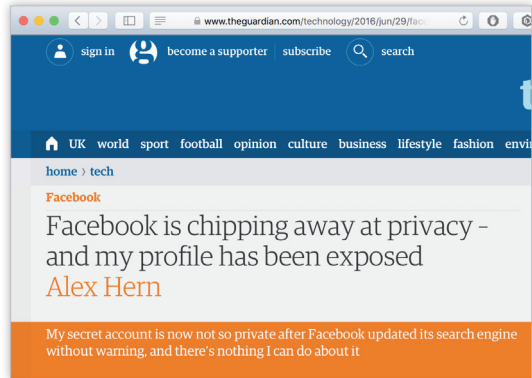 www.theguardian.com/technology/2016/jun/29/fac
sign in become a supporter subscribe search
UK world sport football opinion culture business lifestyle fashion envi
home › tech
Facebook
Facebook is chipping away at privacy –
and my profile has been exposed
Alex Hern
My secret account is now not so private after Facebook updated its search engine
without warning, and there's nothing I can do about it